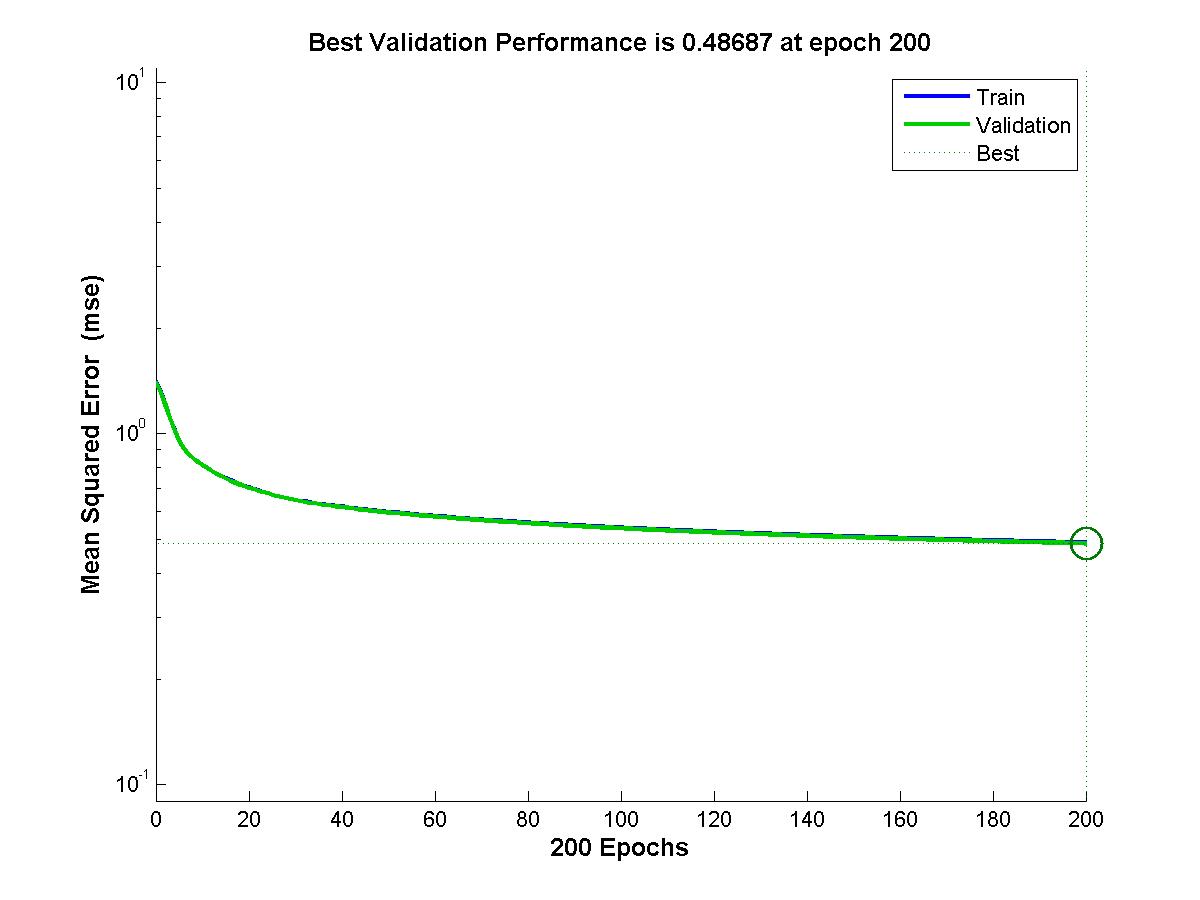 Best Validation Performance is 0.48687 at epoch 200
10^1
Train
Validation
Best
Mean Squared Error (mse)
10^0
10^-1
0 20 40 60 80 100 120 140 160 180 200
200 Epochs